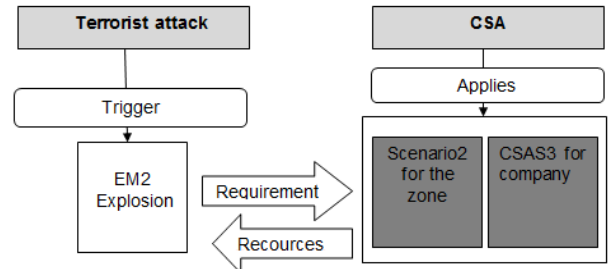 Terrorist attack
CSA
Trigger
Applies
EM2
Explosion
Scenario2
for the
zone
CSAS3 for
company
Requirement
Recources